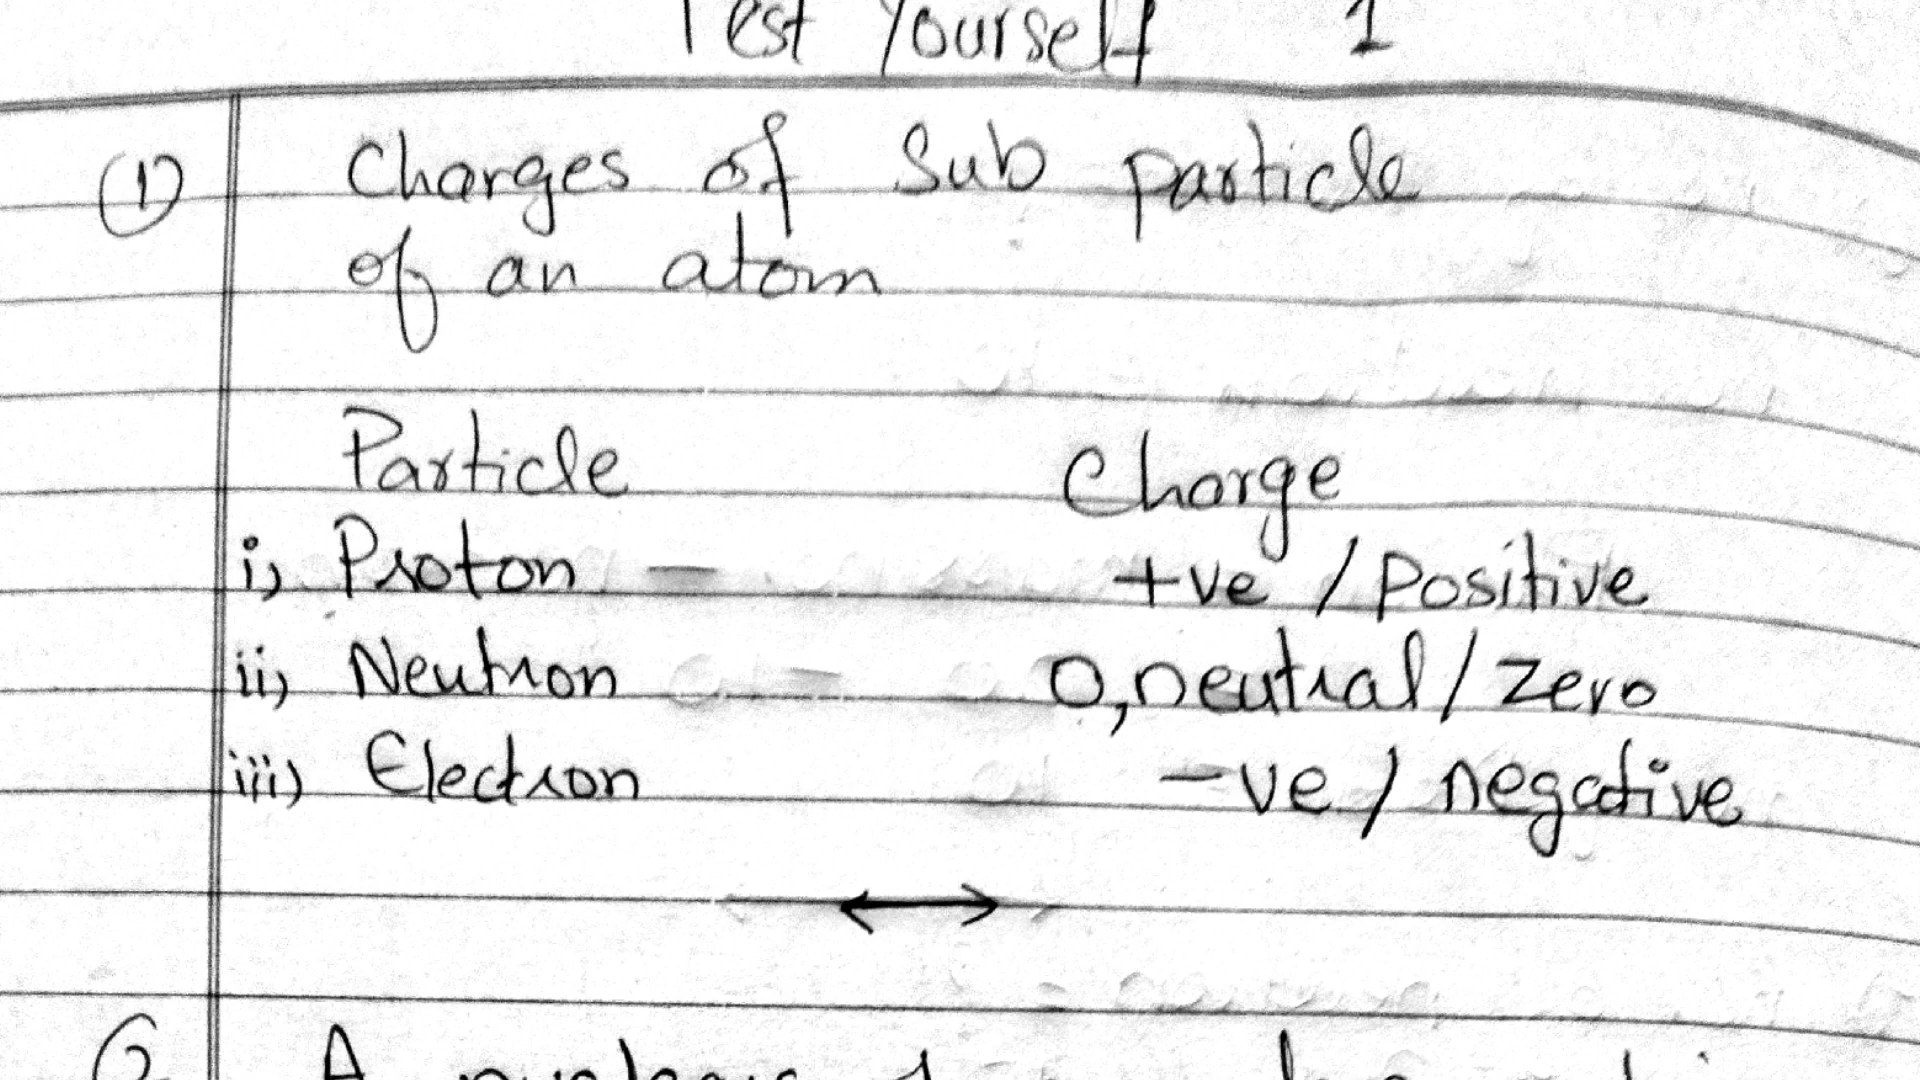 Test Yourself 1
(1) Charges of Sub particle
of an atom
Particle Charge
i) Proton — +ve / Positive
ii) Neutron 0,neutral / zero
iii) Electron -ve / negative
A nucleus